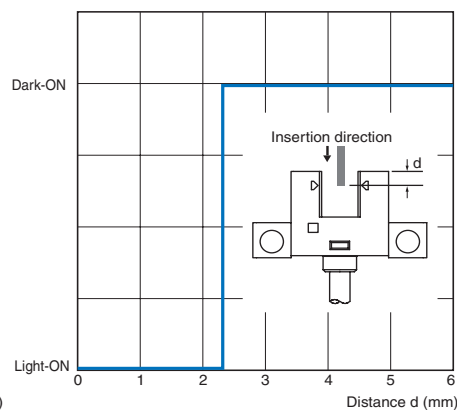 Dark-ON
Insertion direction
d
Light-ON
0 1 2 3 4 5 6
) Distance d (mm)